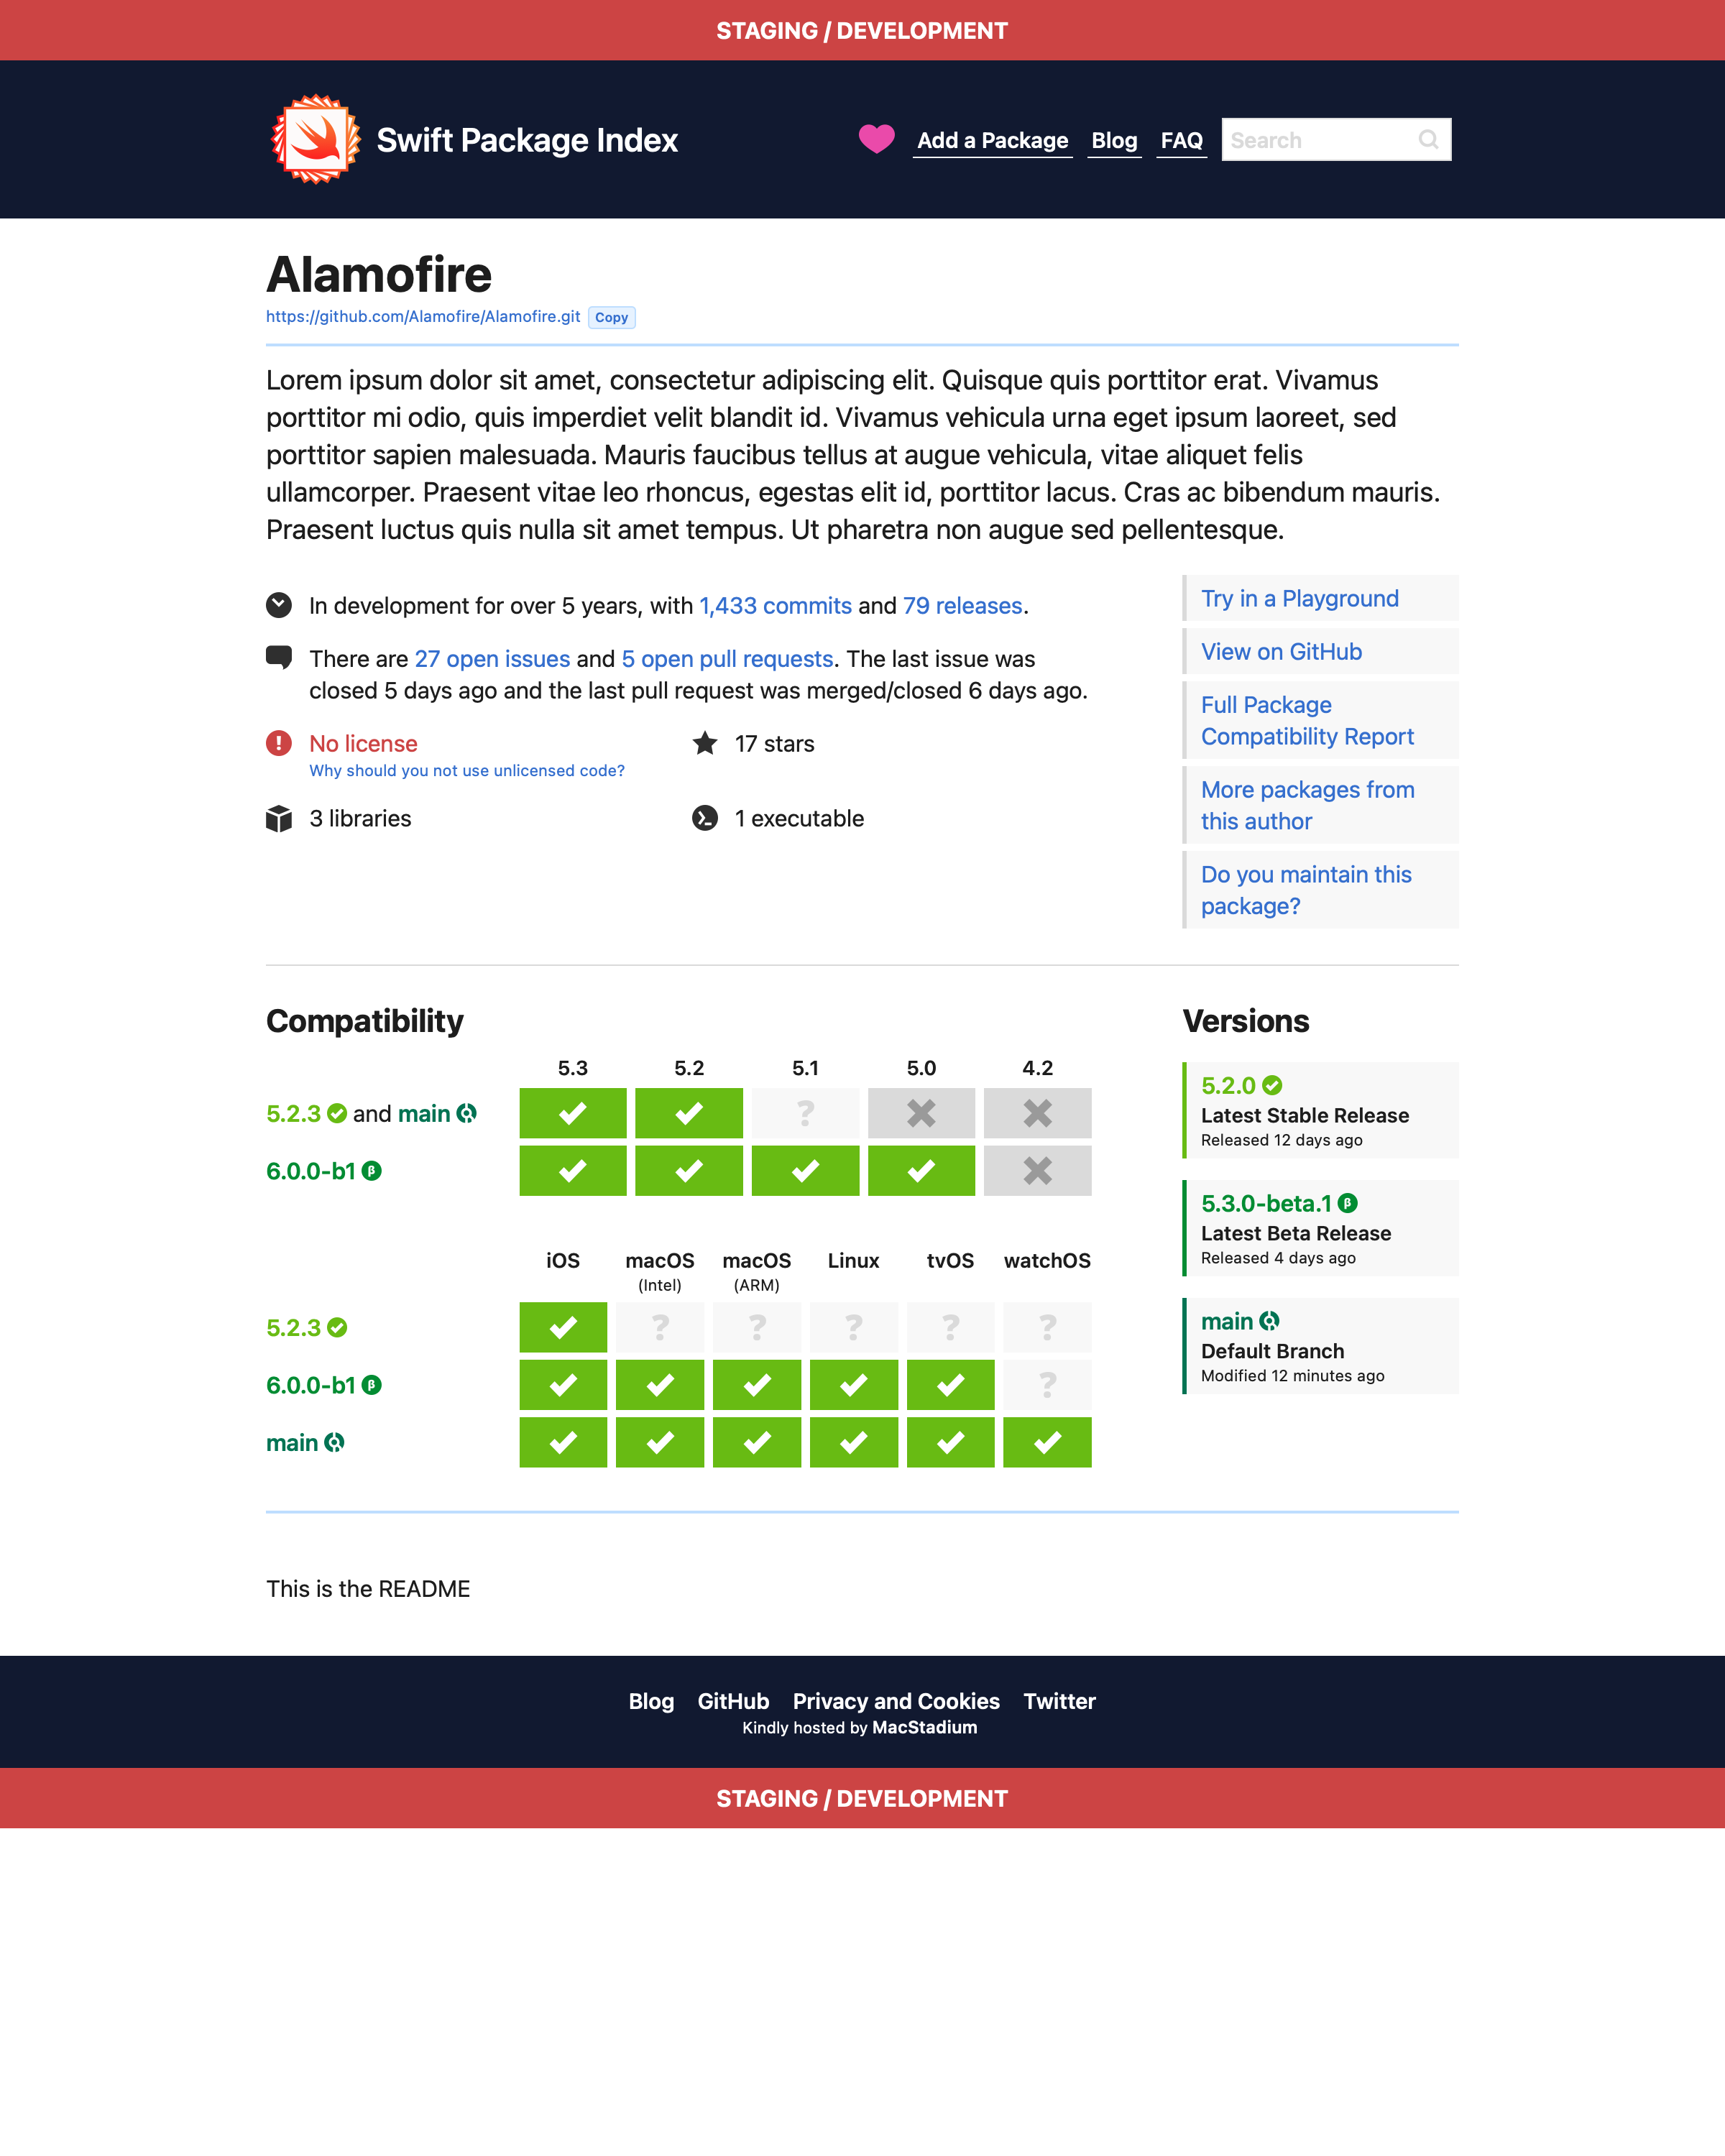 STAGING / DEVELOPMENT
Swift Package Index
Add a Package Blog FAQ Search
Alamofire
https://github.com/Alamofire/Alamofire.git Copy
Lorem ipsum dolor sit amet, consectetur adipiscing elit. Quisque quis porttitor erat. Vivamus
porttitor mi odio, quis imperdiet velit blandit id. Vivamus vehicula urna eget ipsum laoreet, sed
porttitor sapien malesuada. Mauris faucibus tellus at augue vehicula, vitae aliquet felis
ullamcorper. Praesent vitae leo rhoncus, egestas elit id, porttitor lacus. Cras ac bibendum mauris.
Praesent luctus quis nulla sit amet tempus. Ut pharetra non augue sed pellentesque.
In development for over 5 years, with 1,433 commits and 79 releases.
There are 27 open issues and 5 open pull requests. The last issue was
closed 5 days ago and the last pull request was merged/closed 6 days ago.
No license
Why should you not use unlicensed code?
17 stars
3 libraries
1 executable
Try in a Playground
View on GitHub
Full Package
Compatibility Report
More packages from
this author
Do you maintain this
package?
Compatibility
5.3 5.2 5.1 5.0 4.2
5.2.3 and main ?
6.0.0-b1 β
iOS macOS macOS Linux tvOS watchOS
(Intel) (ARM)
5.2.3 ? ? ? ? ?
6.0.0-b1 β ?
main
Versions
5.2.0
Latest Stable Release
Released 12 days ago
5.3.0-beta.1 β
Latest Beta Release
Released 4 days ago
main
Default Branch
Modified 12 minutes ago
This is the README
Blog GitHub Privacy and Cookies Twitter
Kindly hosted by MacStadium
STAGING / DEVELOPMENT